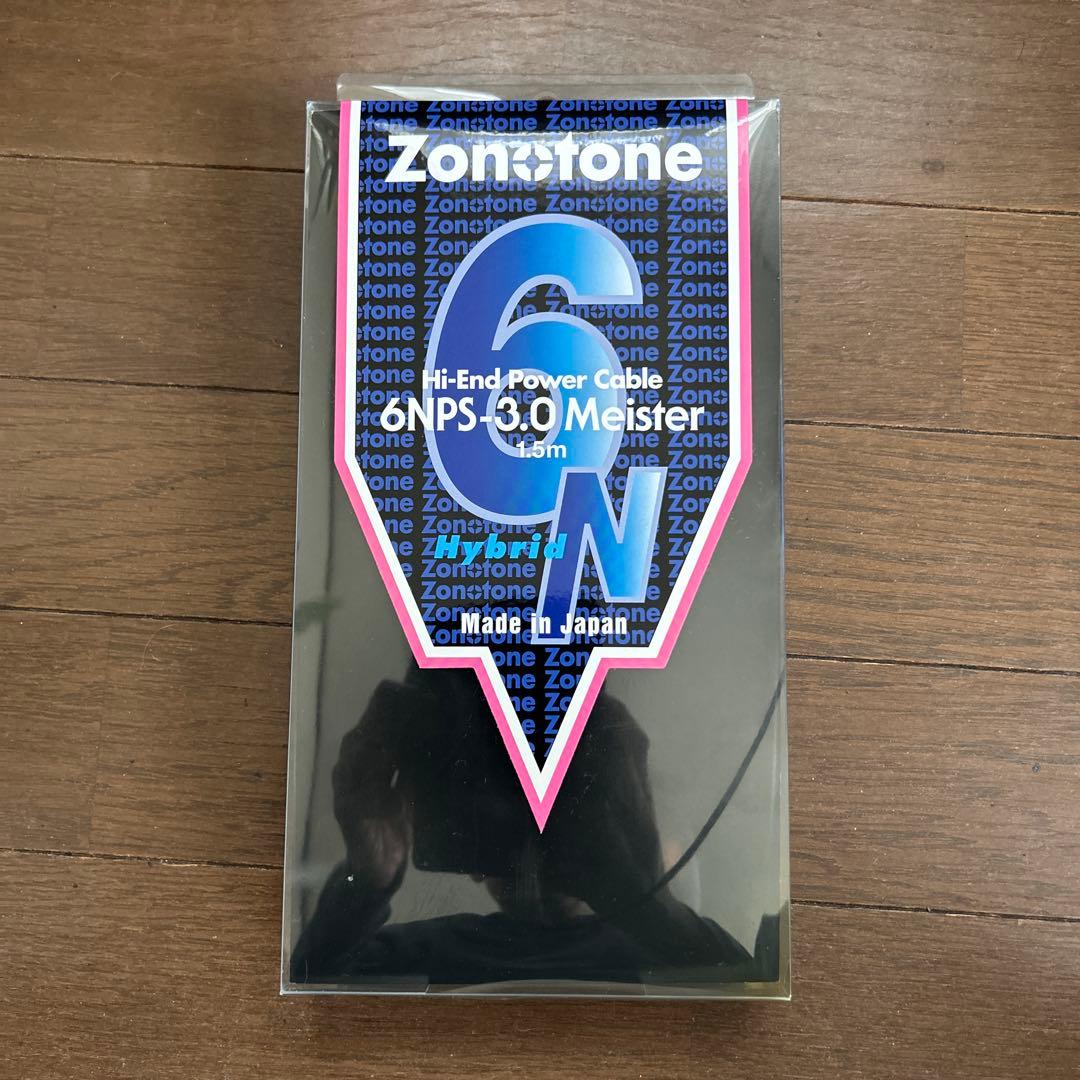 Zonotone
6N
Hi-End Power Cable
6NPS-3.0 Meister
1.5m
Hybrid
Made in Japan